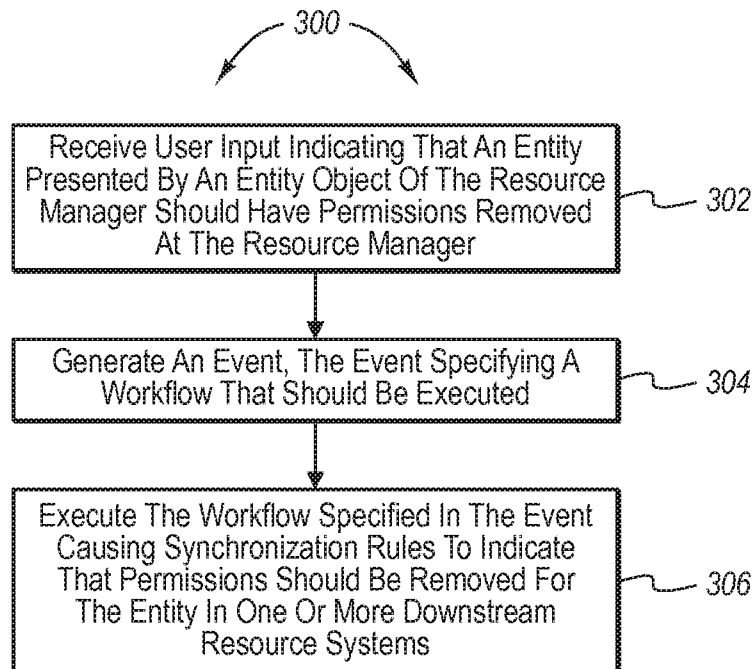 300
Receive User Input Indicating That An Entity
Presented By An Entity Object Of The Resource
Manager Should Have Permissions Removed
At The Resource Manager
302
Generate An Event, The Event Specifying A
Workflow That Should Be Executed
304
Execute The Workflow Specified In The Event
Causing Synchronization Rules To Indicate
That Permissions Should Be Removed For
The Entity In One Or More Downstream
Resource Systems
306